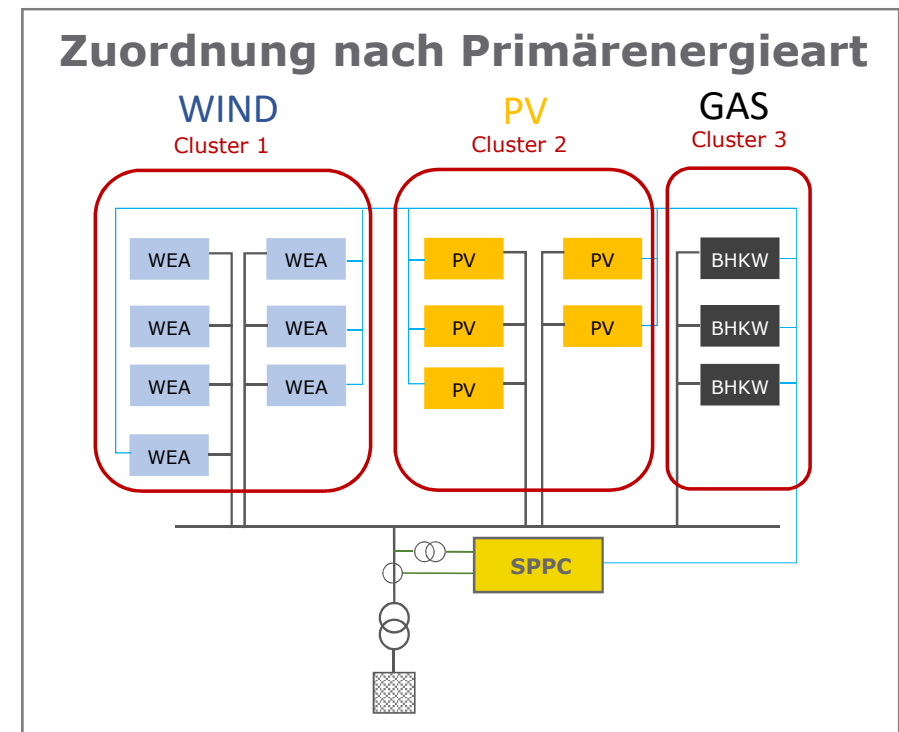 Zuordnung nach Primärenergieart
WIND PV GAS
Cluster 1 Cluster 2 Cluster 3
WEA WEA PV PV BHKW
WEA WEA PV PV BHKW
WEA WEA PV BHKW
WEA
SPPC